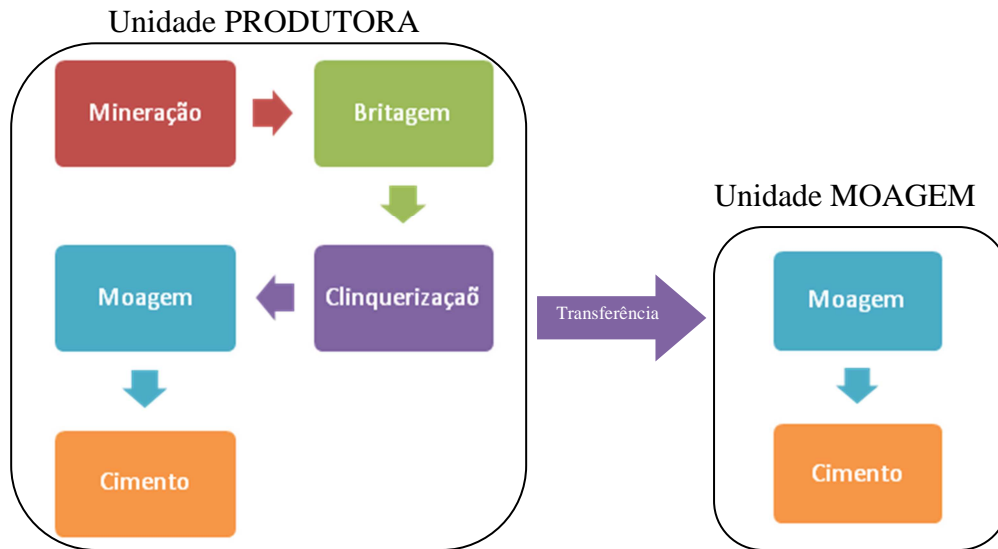 Unidade PRODUTORA
Mineração
Britagem
Moagem
Clinquerizaçaõ
Cimento
Transferência
Unidade MOAGEM
Moagem
Cimento